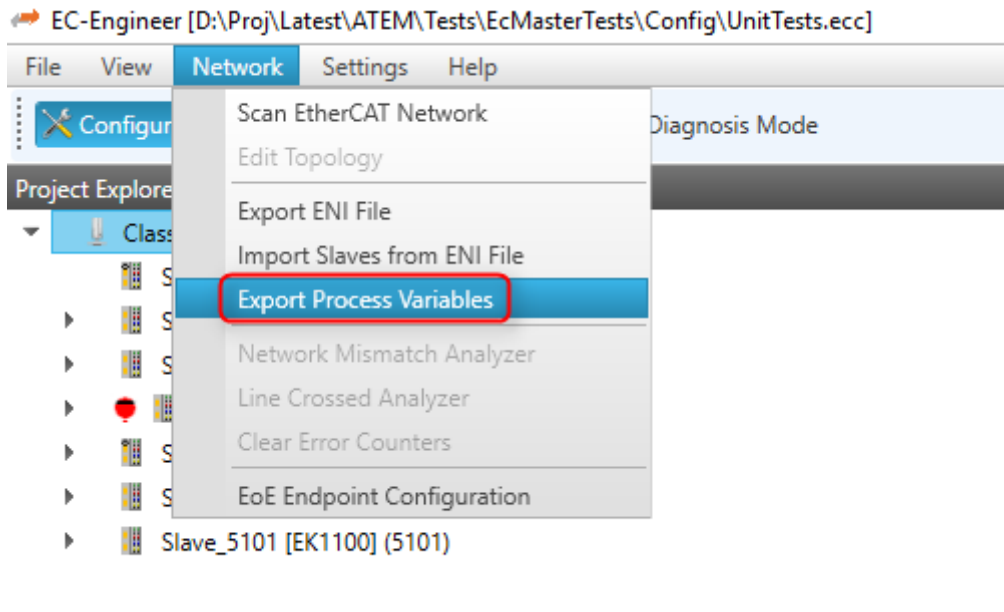 EC-Engineer [D:\Proj\Latest\ATEM\Tests\EcMasterTests\Config\UnitTests.ecc]
File View Network Settings Help
Configur Diagnosis Mode
Scan EtherCAT Network
Edit Topology
Project Explore
Export ENI File
Class
Import Slaves from ENI File
S
Export Process Variables
S
Network Mismatch Analyzer
S
Line Crossed Analyzer
Clear Error Counters
S
EoE Endpoint Configuration
S
Slave_5101 [EK1100] (5101)